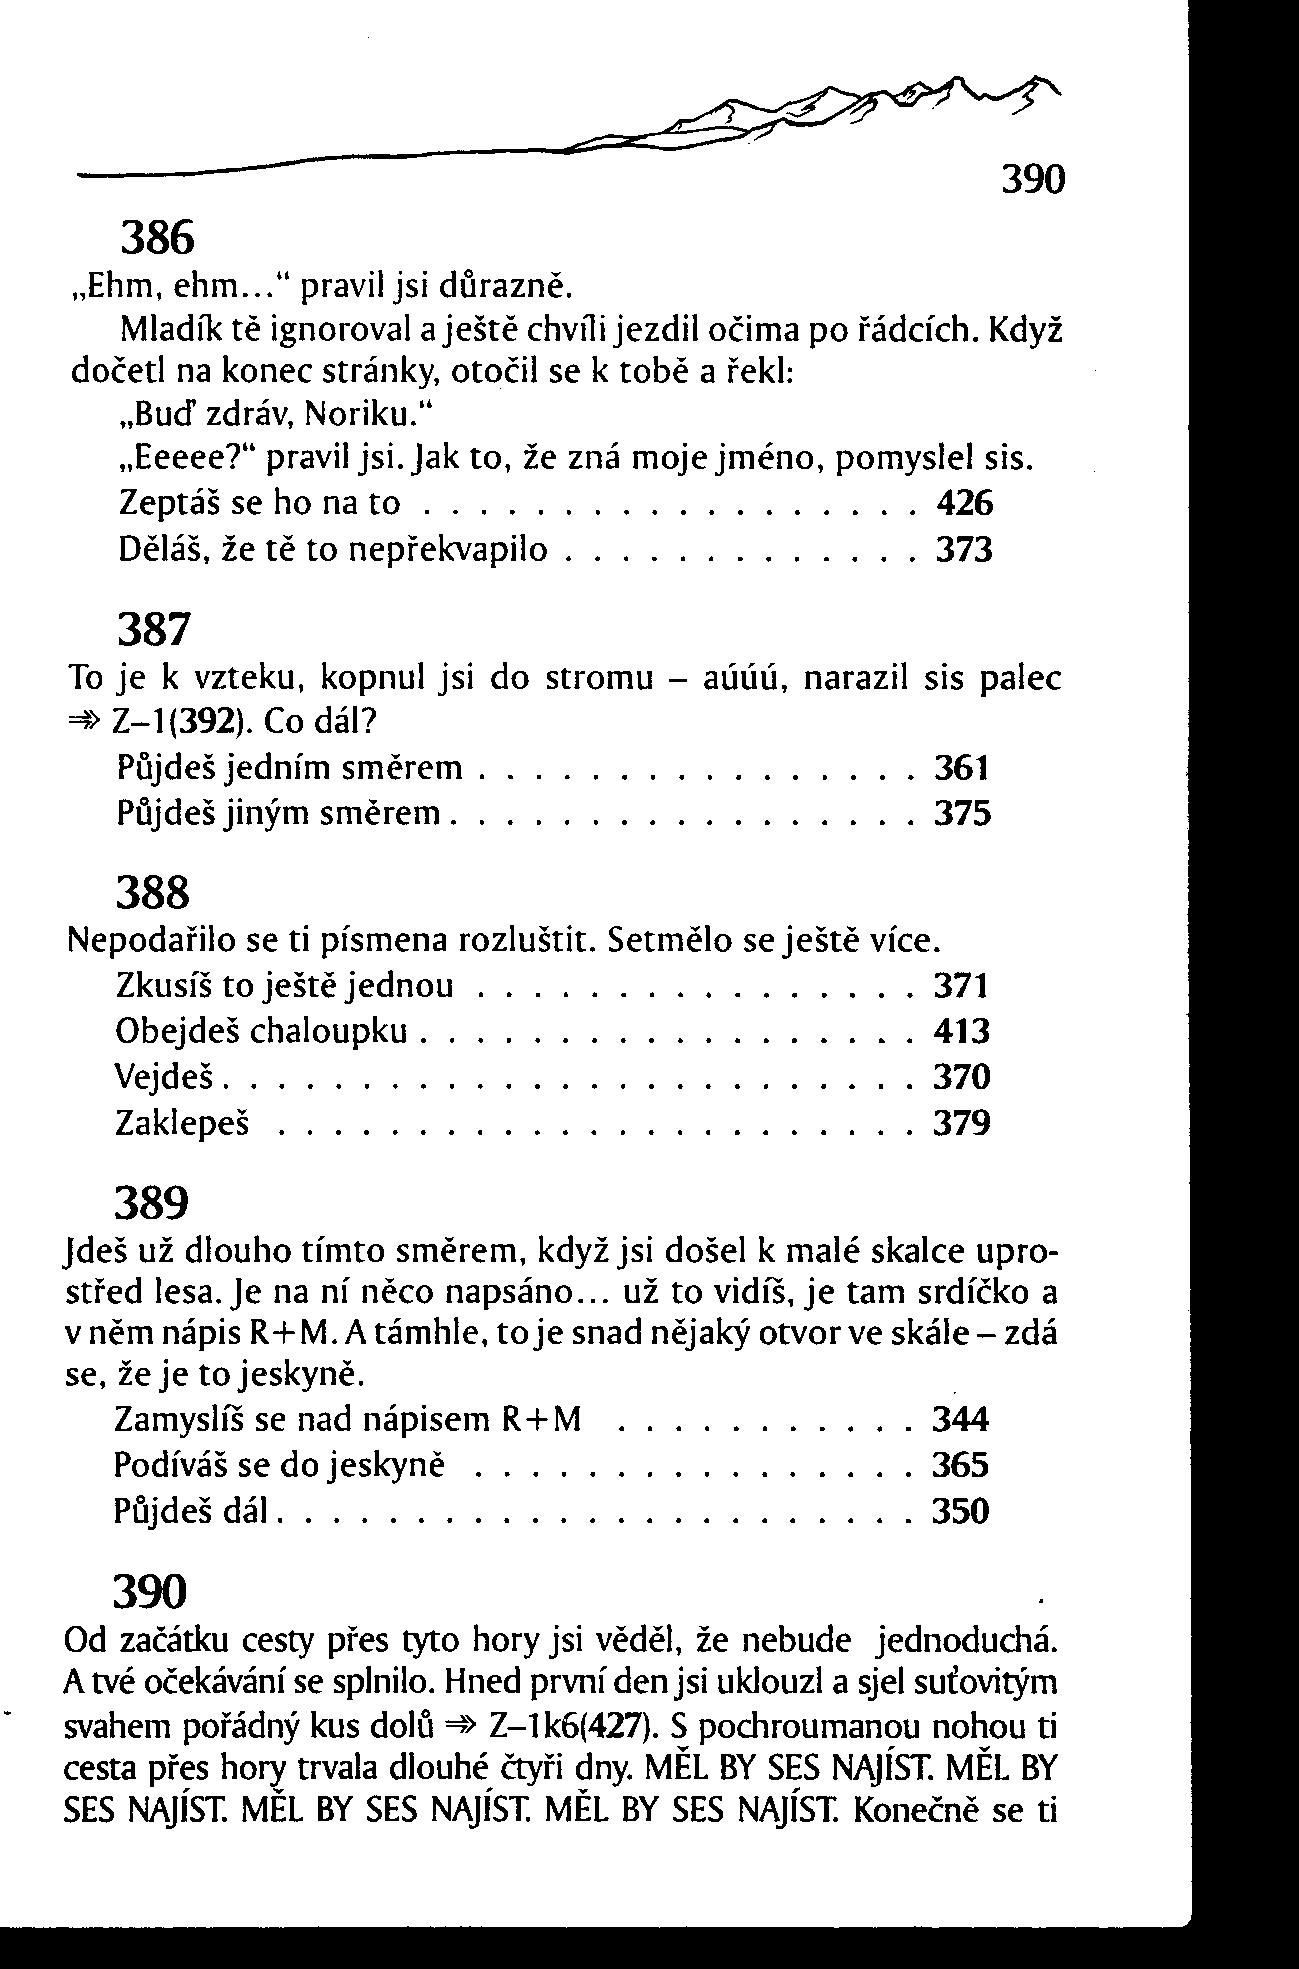 390
386
„Ehm, ehm...“ pravil jsi důrazně.
Mladík tě ignoroval a ještě chvíli jezdil očima po řádcích. Když
dočetl na konec stránky, otočil se k tobě a řekl:
„Buď zdráv, Noriku.“
„Eeeee?“ pravil jsi. Jak to, že zná moje jméno, pomyslel sis.
Zeptáš se ho na to . . . . . . . . . . . . . . . . . . 426
Děláš, že tě to nepřekvapilo . . . . . . . . . . . . . 373
387
To je k vzteku, kopnul jsi do stromu – aúúú, narazil sis palec
⇒ Z–1(392). Co dál?
Půjdeš jedním směrem . . . . . . . . . . . . . . . . 361
Půjdeš jiným směrem . . . . . . . . . . . . . . . . . 375
388
Nepodařilo se ti písmena rozluštit. Setmělo se ještě více.
Zkusíš to ještě jednou . . . . . . . . . . . . . . . . 371
Obejdeš chaloupku . . . . . . . . . . . . . . . . . . 413
Vejdeš . . . . . . . . . . . . . . . . . . . . . . . . . 370
Zaklepeš . . . . . . . . . . . . . . . . . . . . . . . 379
389
Jdeš už dlouho tímto směrem, když jsi došel k malé skalce upro-
střed lesa. Je na ní něco napsáno... už to vidíš, je tam srdíčko a
v něm nápis R+M. A támhle, to je snad nějaký otvor ve skále – zdá
se, že je to jeskyně.
Zamyslíš se nad nápisem R+M . . . . . . . . . . . 344
Podíváš se do jeskyně . . . . . . . . . . . . . . . . 365
Půjdeš dál . . . . . . . . . . . . . . . . . . . . . . . 350
390
Od začátku cesty přes tyto hory jsi věděl, že nebude jednoduchá.
A tvé očekávání se splnilo. Hned první den jsi uklouzl a sjel suťovitým
svahem pořádný kus dolů ⇒ Z–1k6(427). S pochroumanou nohou ti
cesta přes hory trvala dlouhé čtyři dny. MĚL BY SES NAJÍST. MĚL BY
SES NAJÍST. MĚL BY SES NAJÍST. MĚL BY SES NAJÍST. Konečně se ti